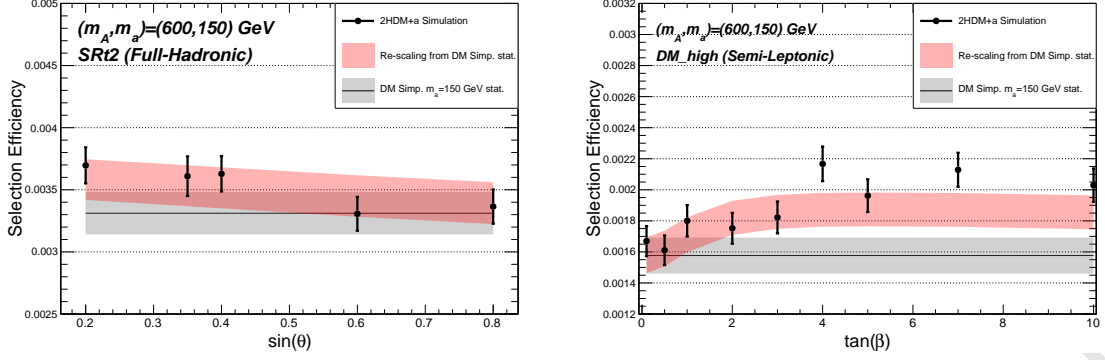 (m_A,m_a)=(600,150) GeV
SRt2 (Full-Hadronic)
2HDM+a Simulation
Re-scaling from DM Simp. stat.
DM Simp. m_a=150 GeV stat.
Selection Efficiency
0.005
0.0045
0.004
0.0035
0.003
0.0025
0.2 0.3 0.4 0.5 0.6 0.7 0.8
sin(θ)
(m_A,m_a)=(600,150) GeV
DM_high (Semi-Leptonic)
2HDM+a Simulation
Re-scaling from DM Simp. stat.
DM Simp. m_a=150 GeV stat.
Selection Efficiency
0.0032
0.003
0.0028
0.0026
0.0024
0.0022
0.002
0.0018
0.0016
0.0014
0.0012
0 2 4 6 8 10
tan(β)